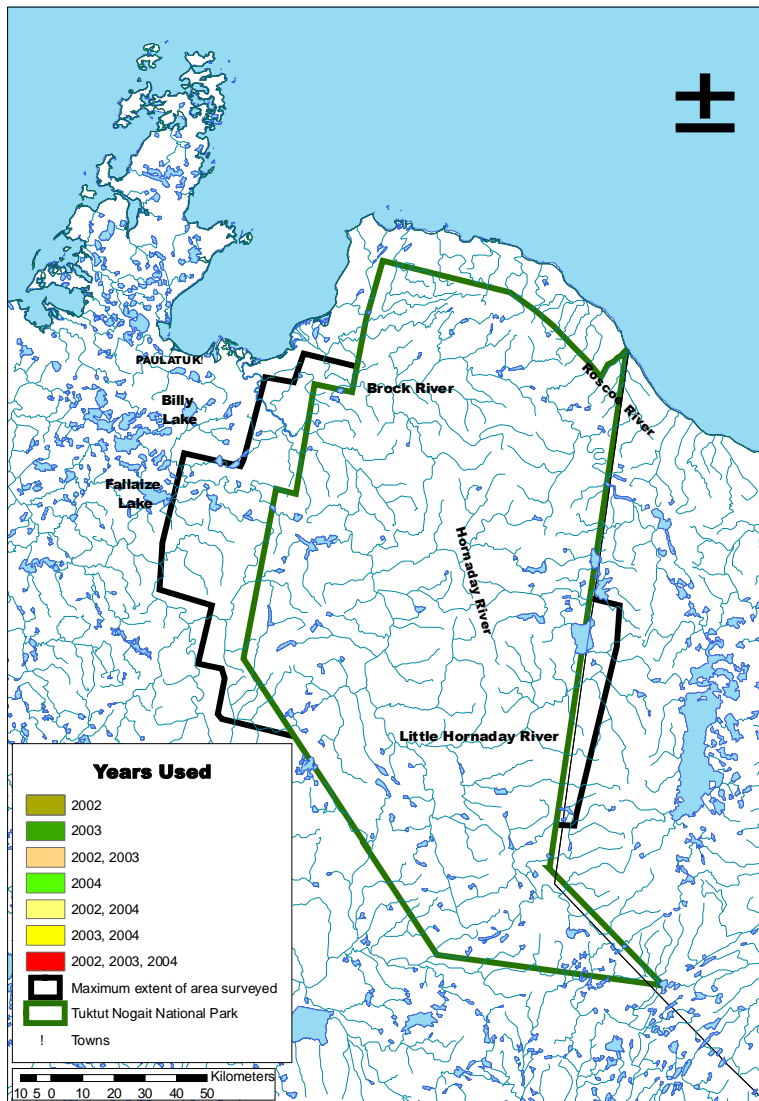 PAULATUK!
Billy
Lake
Fallaize
Lake
Brock River
Roscoe River
Hornaday River
Little Hornaday River
Years Used
2002
2003
2002, 2003
2004
2002, 2004
2003, 2004
2002, 2003, 2004
Maximum extent of area surveyed
Tuktut Nogait National Park
! Towns
Kilometers
10 5 0 10 20 30 40 50